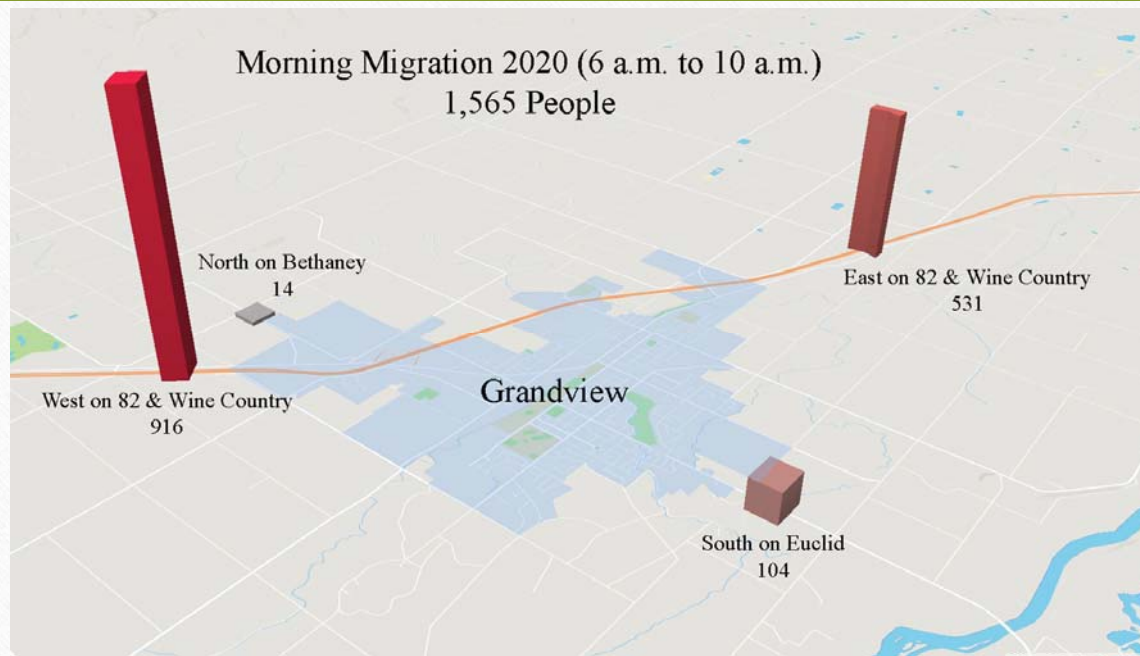 Morning Migration 2020 (6 a.m. to 10 a.m.)
1,565 People
North on Bethaney
14
East on 82 & Wine Country
531
West on 82 & Wine Country
916
Grandview
South on Euclid
104